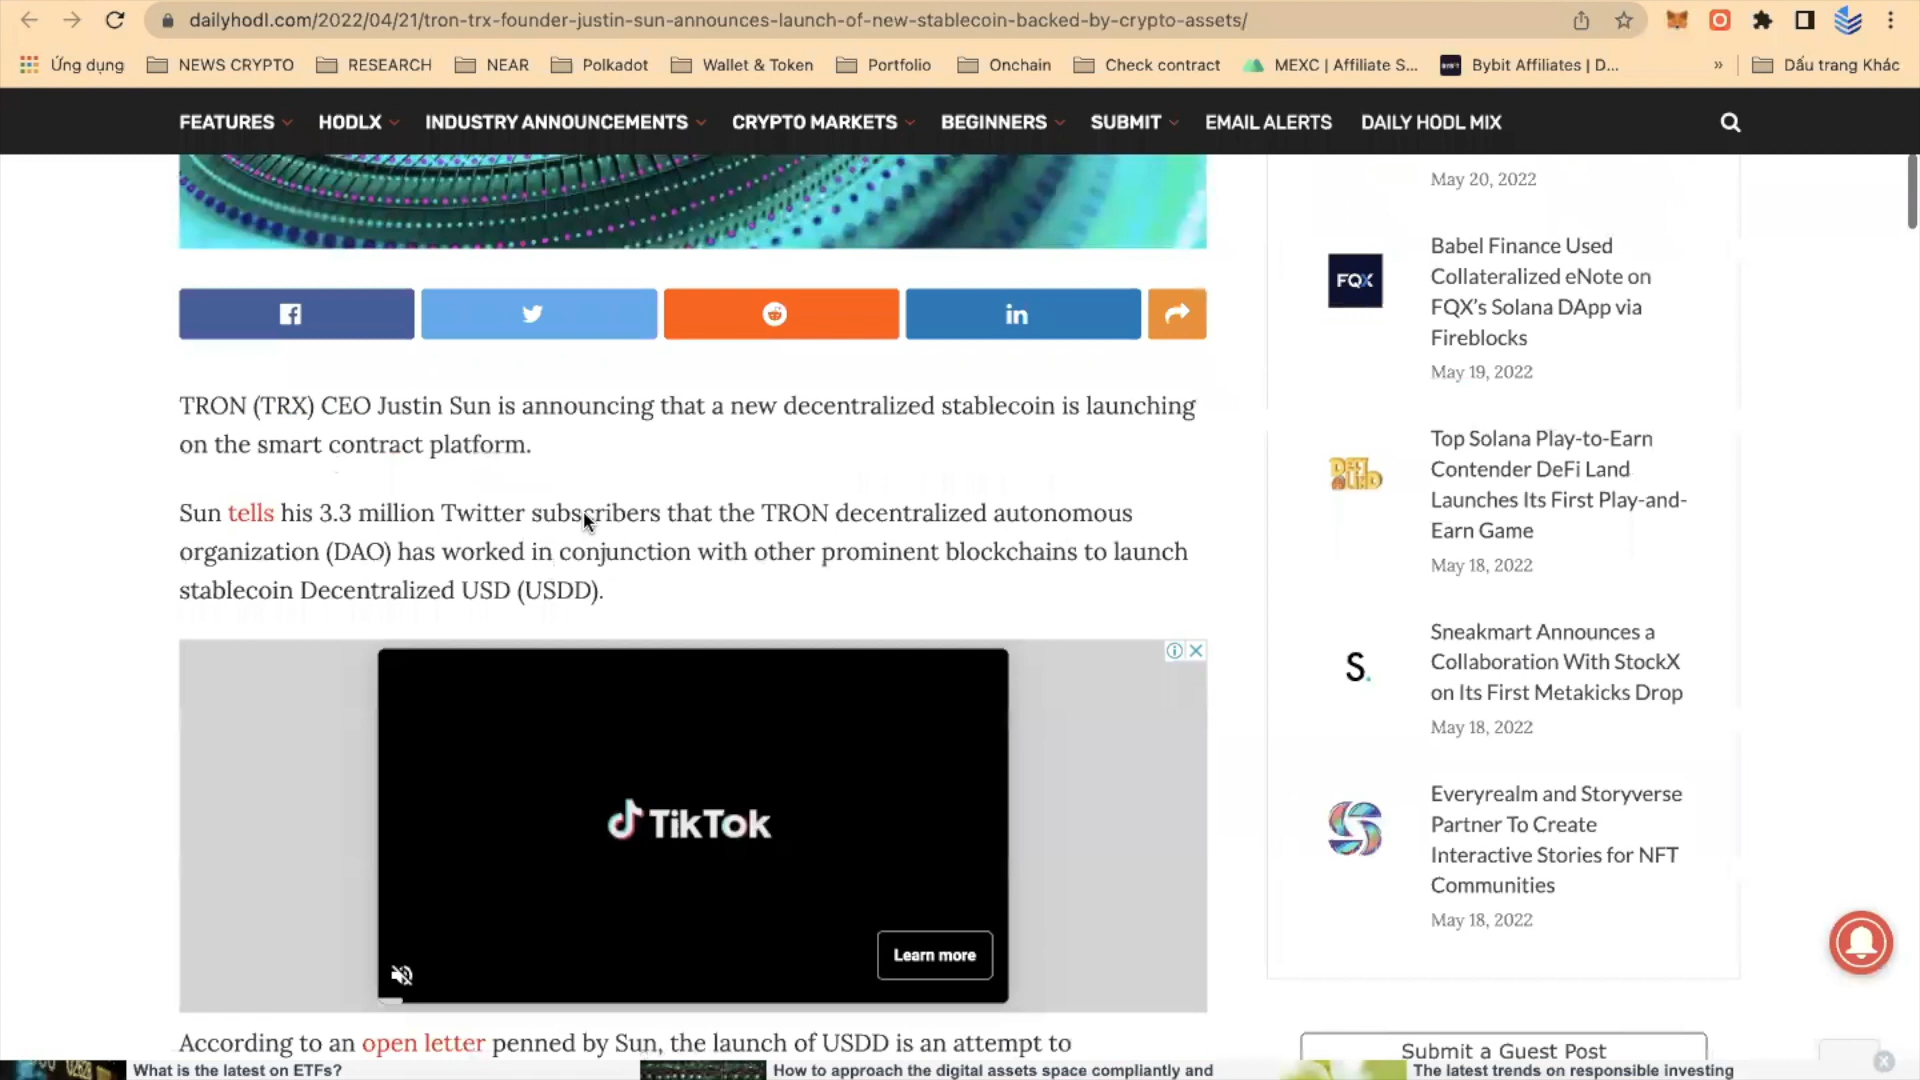 dailyhodl.com/2022/04/21/tron-trx-founder-justin-sun-announces-launch-of-new-stablecoin-backed-by-crypto-assets/
Ứng dụng NEWS CRYPTO RESEARCH NEAR Polkadot Wallet & Token Portfolio Onchain Check contract MEXC | Affiliate S... Bybit Affiliates | D... » Dấu trang Khác
FEATURES HODLX INDUSTRY ANNOUNCEMENTS CRYPTO MARKETS BEGINNERS SUBMIT EMAIL ALERTS DAILY HODL MIX
TRON (TRX) CEO Justin Sun is announcing that a new decentralized stablecoin is launching
on the smart contract platform.
Sun tells his 3.3 million Twitter subscribers that the TRON decentralized autonomous
organization (DAO) has worked in conjunction with other prominent blockchains to launch
stablecoin Decentralized USD (USDD).
TikTok
Learn more
According to an open letter penned by Sun, the launch of USDD is an attempt to
May 20, 2022
FQX
Babel Finance Used
Collateralized eNote on
FQX's Solana DApp via
Fireblocks
May 19, 2022
DEFI
LAND
Top Solana Play-to-Earn
Contender DeFi Land
Launches Its First Play-and-
Earn Game
May 18, 2022
S.
Sneakmart Announces a
Collaboration With StockX
on Its First Metakicks Drop
May 18, 2022
Everyrealm and Storyverse
Partner To Create
Interactive Stories for NFT
Communities
May 18, 2022
Submit a Guest Post
What is the latest on ETFs?
How to approach the digital assets space compliantly and
The latest trends on responsible investing